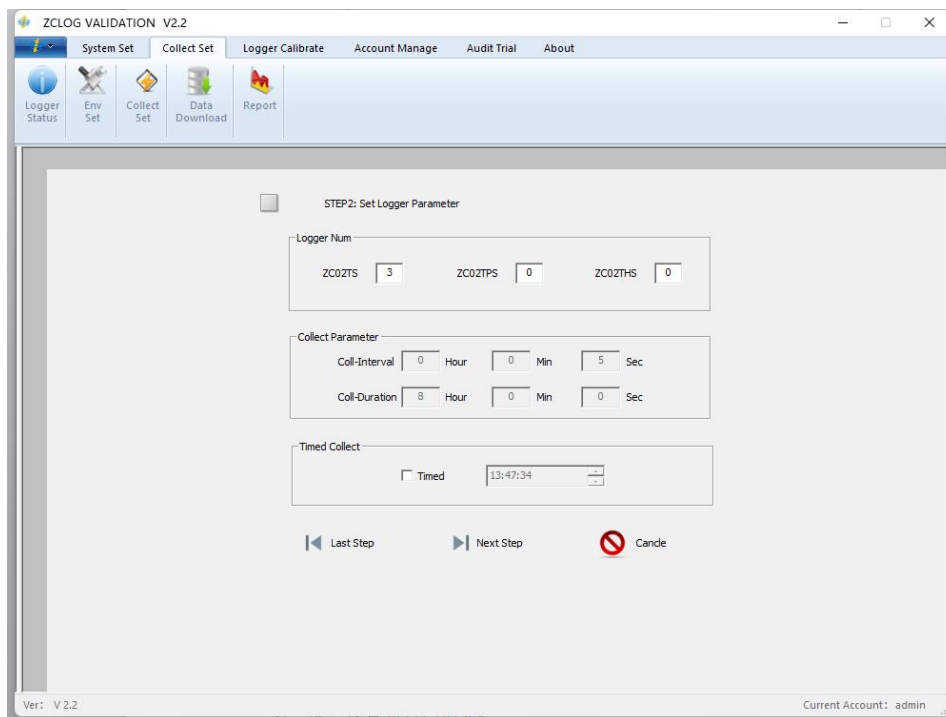 ZCLOG VALIDATION V2.2
System Set Collect Set Logger Calibrate Account Manage Audit Trial About
Logger Status Env Set Collect Set Data Download Report
STEP2: Set Logger Parameter
Logger Num
ZC02TS 3 ZC02TPS 0 ZC02THS 0
Collect Parameter
Coll-Interval 0 Hour 0 Min 5 Sec
Coll-Duration 8 Hour 0 Min 0 Sec
Timed Collect
Timed 13:47:34
Last Step Next Step Cancle
Ver: V 2.2 Current Account: admin